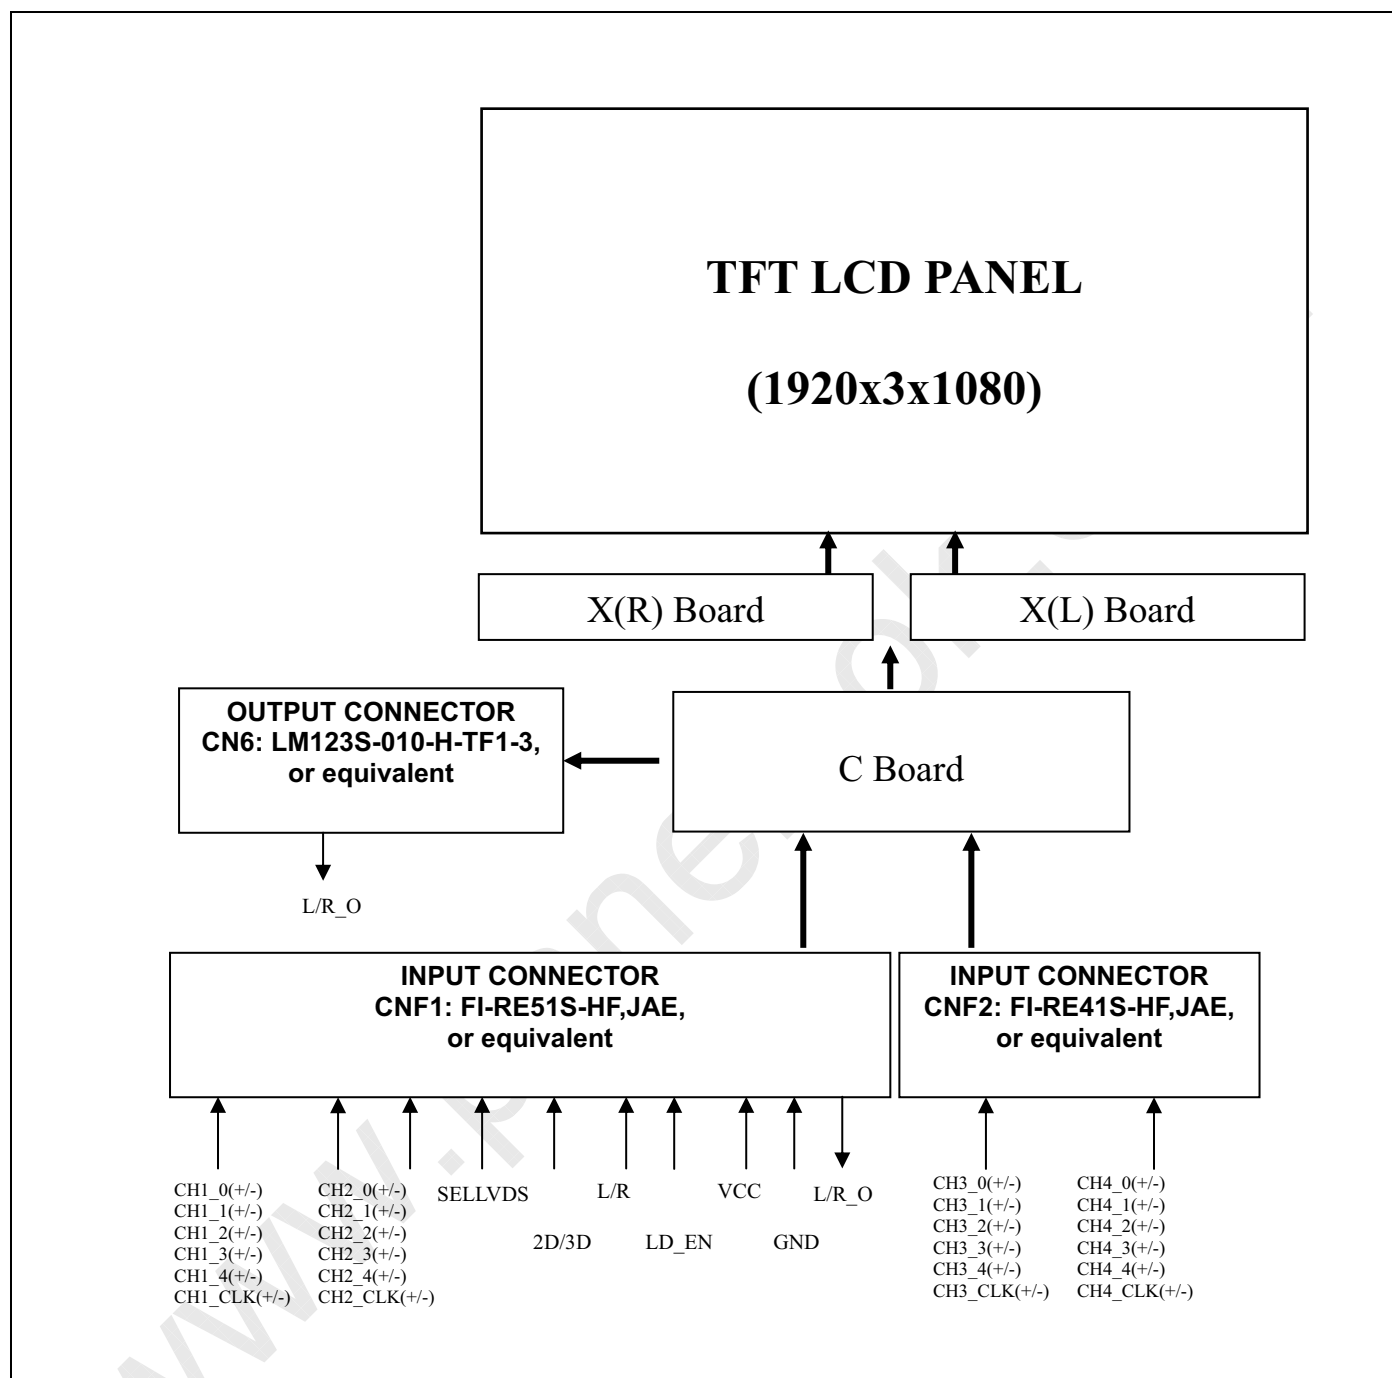 TFT LCD PANEL
(1920x3x1080)
X(R) Board
X(L) Board
OUTPUT CONNECTOR
CN6: LM123S-010-H-TF1-3,
or equivalent
C Board
L/R_O
INPUT CONNECTOR
CNF1: FI-RE51S-HF,JAE,
or equivalent
INPUT CONNECTOR
CNF2: FI-RE41S-HF,JAE,
or equivalent
CH1_0(+/-)
CH1_1(+/-)
CH1_2(+/-)
CH1_3(+/-)
CH1_4(+/-)
CH1_CLK(+/-)
CH2_0(+/-)
CH2_1(+/-)
CH2_2(+/-)
CH2_3(+/-)
CH2_4(+/-)
CH2_CLK(+/-)
SELLVDS
2D/3D
L/R
LD_EN
VCC
GND
L/R_O
CH3_0(+/-)
CH3_1(+/-)
CH3_2(+/-)
CH3_3(+/-)
CH3_4(+/-)
CH3_CLK(+/-)
CH4_0(+/-)
CH4_1(+/-)
CH4_2(+/-)
CH4_3(+/-)
CH4_4(+/-)
CH4_CLK(+/-)